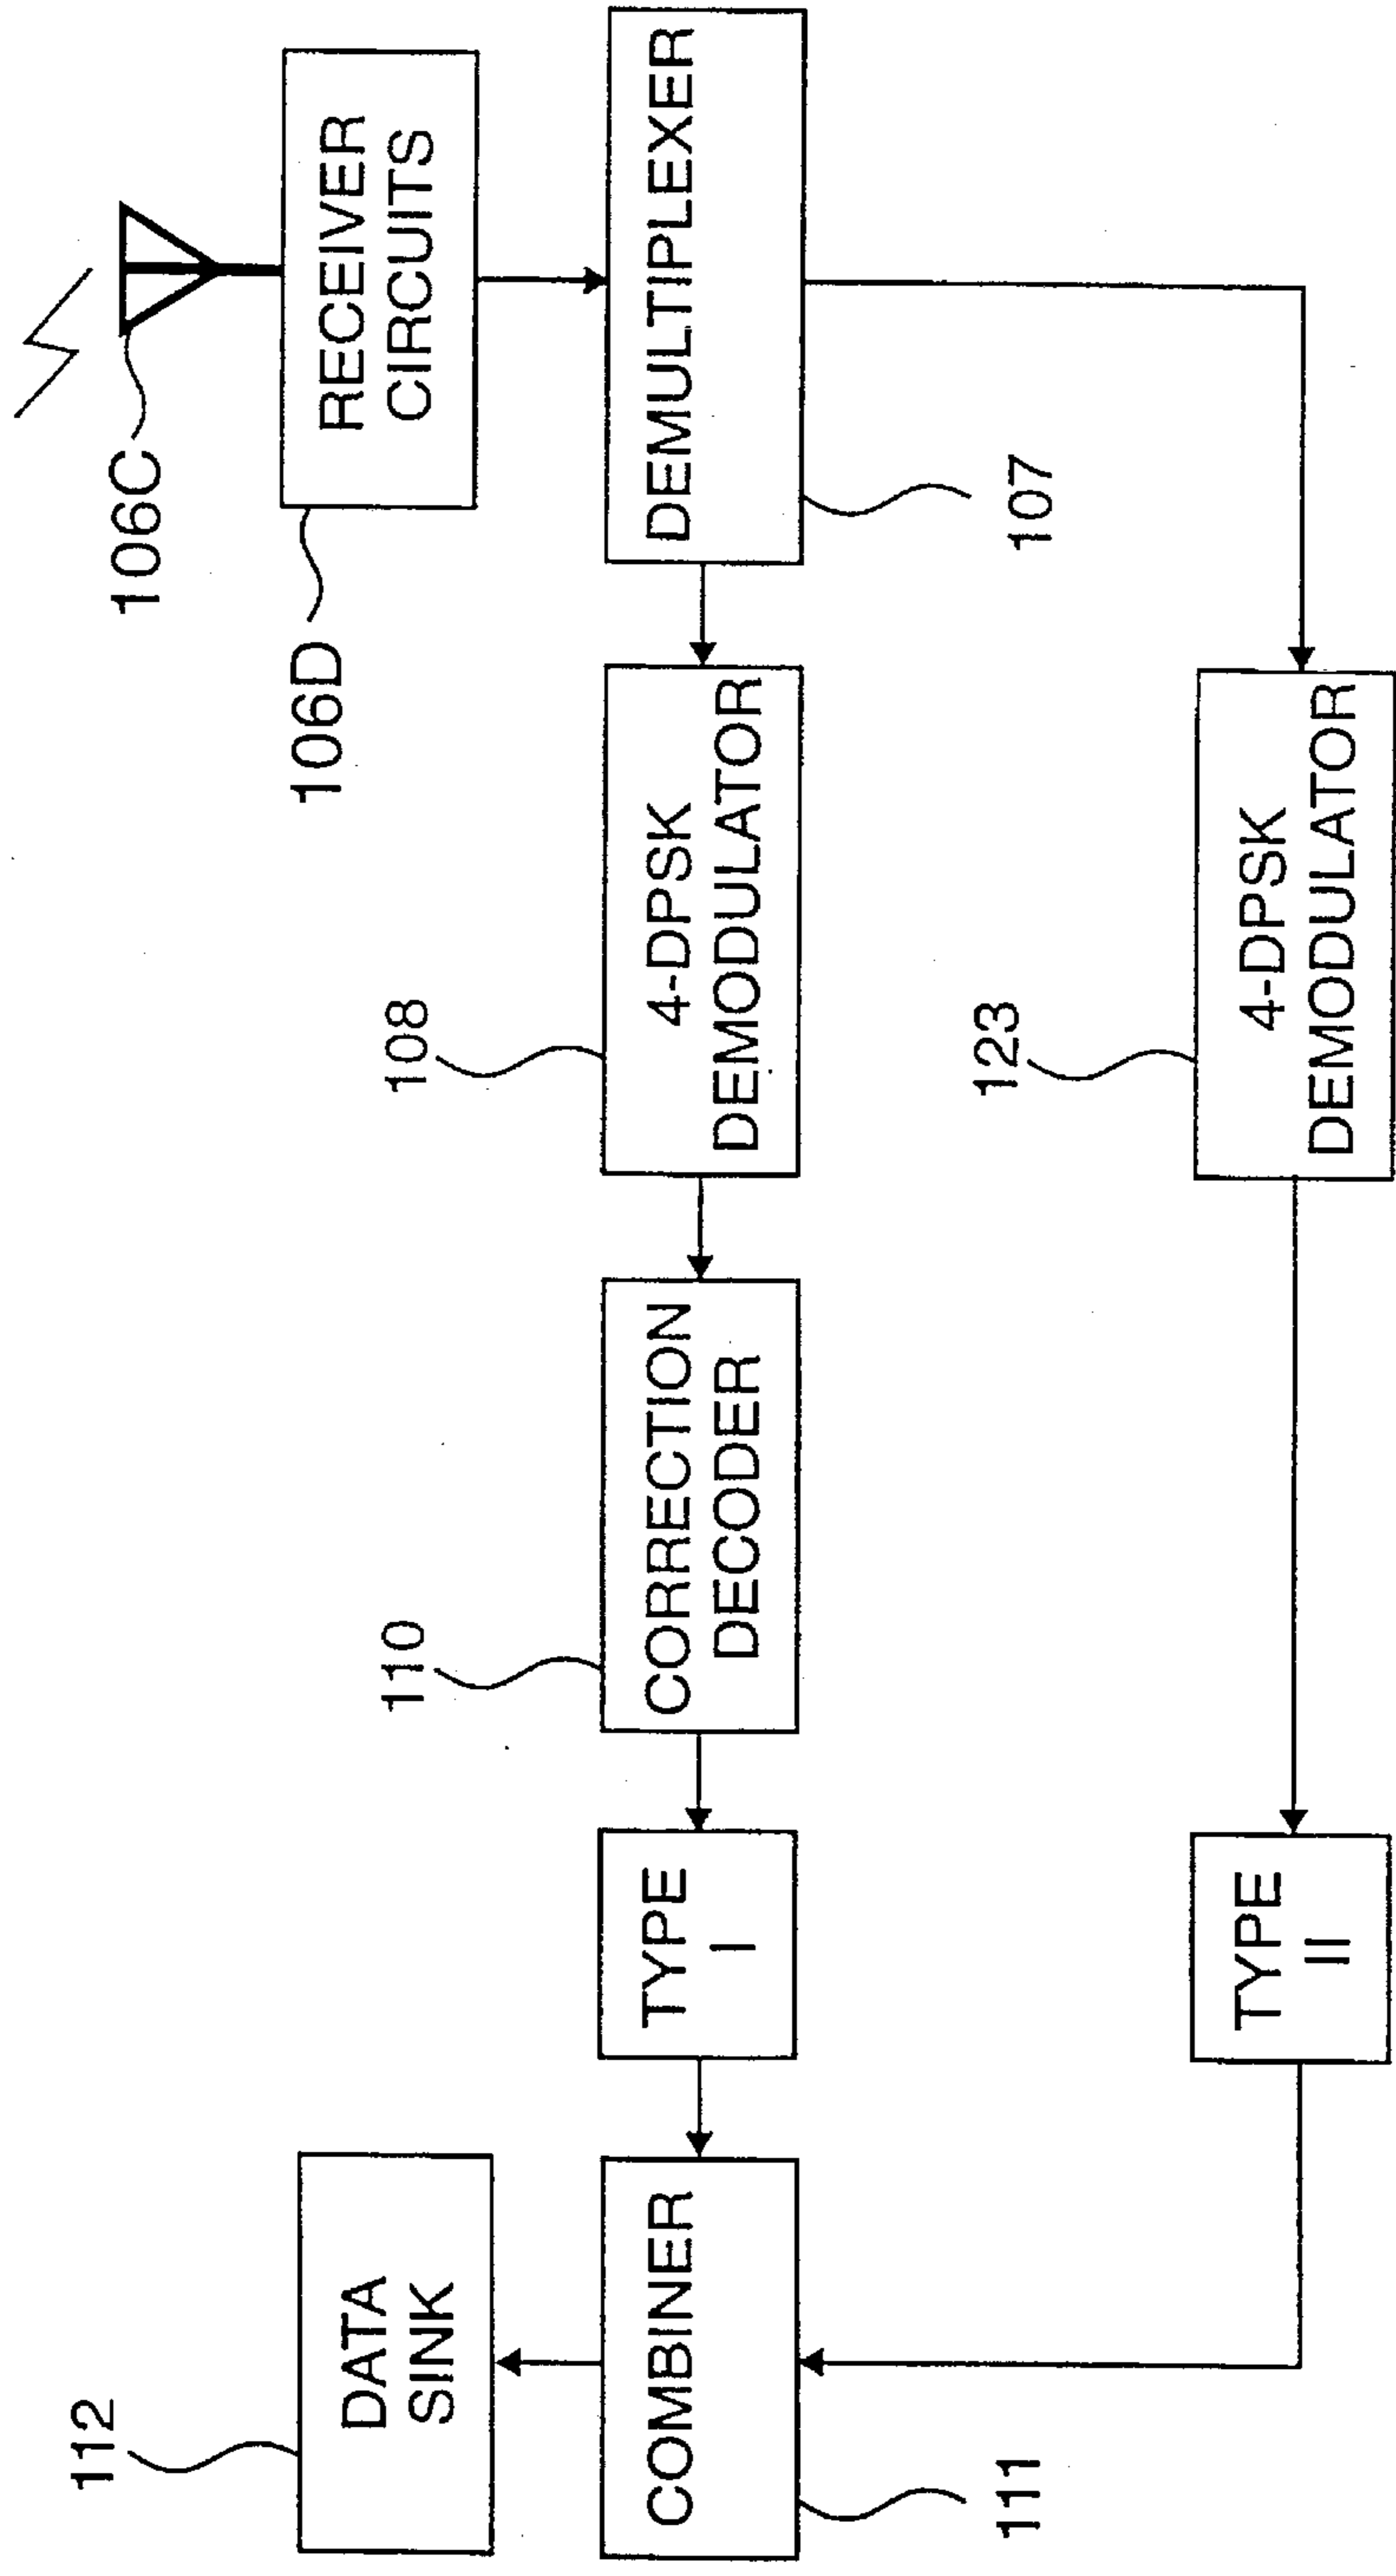 106C
106D
RECEIVER
CIRCUITS
DEMULTIPLEXER
107
108
4-DPSK
DEMODULATOR
123
4-DPSK
DEMODULATOR
110
CORRECTION
DECODER
TYPE
I
TYPE
II
112
DATA
SINK
COMBINER
111